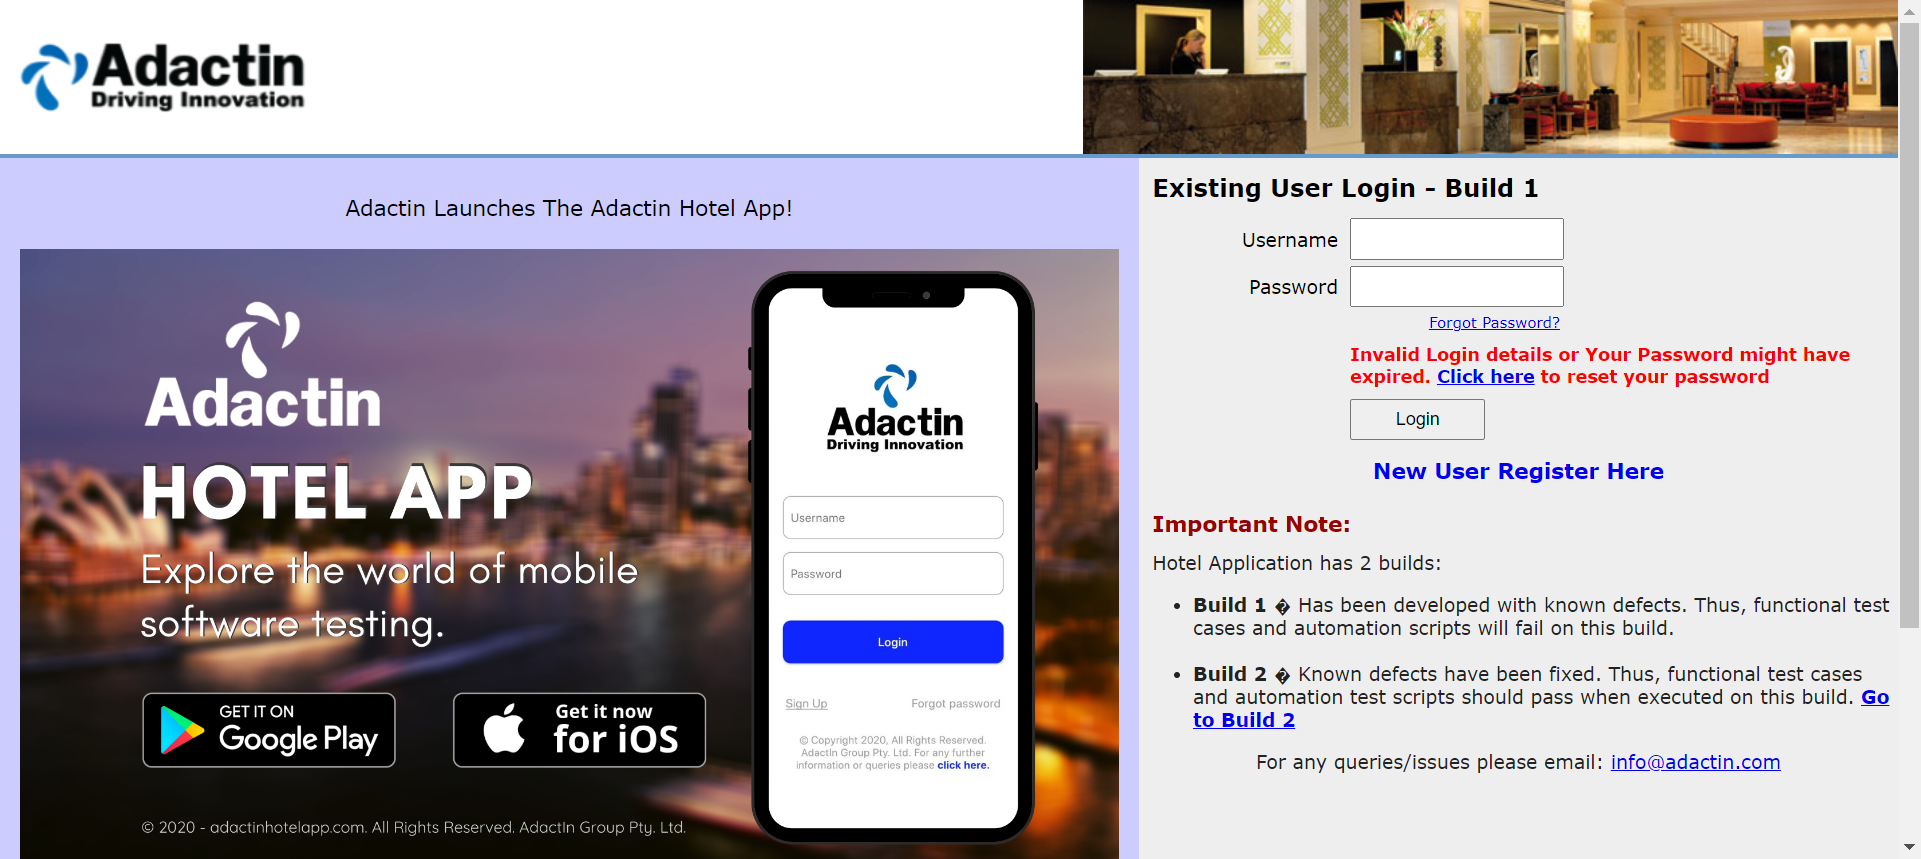 Adactin
Driving Innovation
Adactin Launches The Adactin Hotel App!
Adactin
HOTEL APP
Explore the world of mobile
software testing.
GET IT ON
Google Play
Get it now
for iOS
© 2020 - adactinhotelapp.com. All Rights Reserved. AdactIn Group Pty. Ltd.
Adactin
Driving Innovation
Username
Password
Login
Sign Up Forgot password
© Copyright 2020, All Rights Reserved.
AdactIn Group Pty. Ltd. For any further
information or queries please click here.
Existing User Login - Build 1
Username
Password
Forgot Password?
Invalid Login details or Your Password might have
expired. Click here to reset your password
Login
New User Register Here
Important Note:
Hotel Application has 2 builds:
• Build 1 � Has been developed with known defects. Thus, functional test
cases and automation scripts will fail on this build.
• Build 2 � Known defects have been fixed. Thus, functional test cases
and automation test scripts should pass when executed on this build. Go
to Build 2
For any queries/issues please email: info@adactin.com